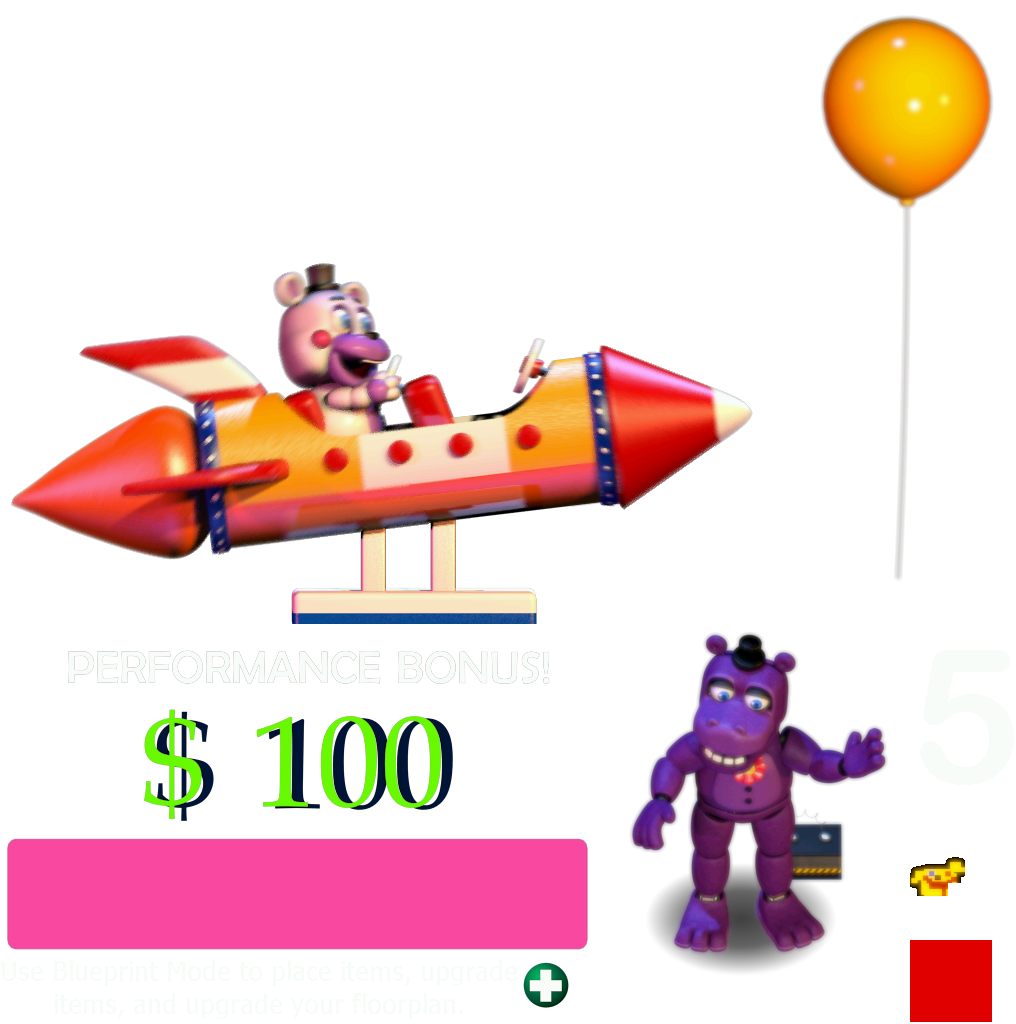 PERFORMANCE BONUS!
$ 100
5
Use Blueprint Mode to place items, upgrade
items, and upgrade your floorplan.